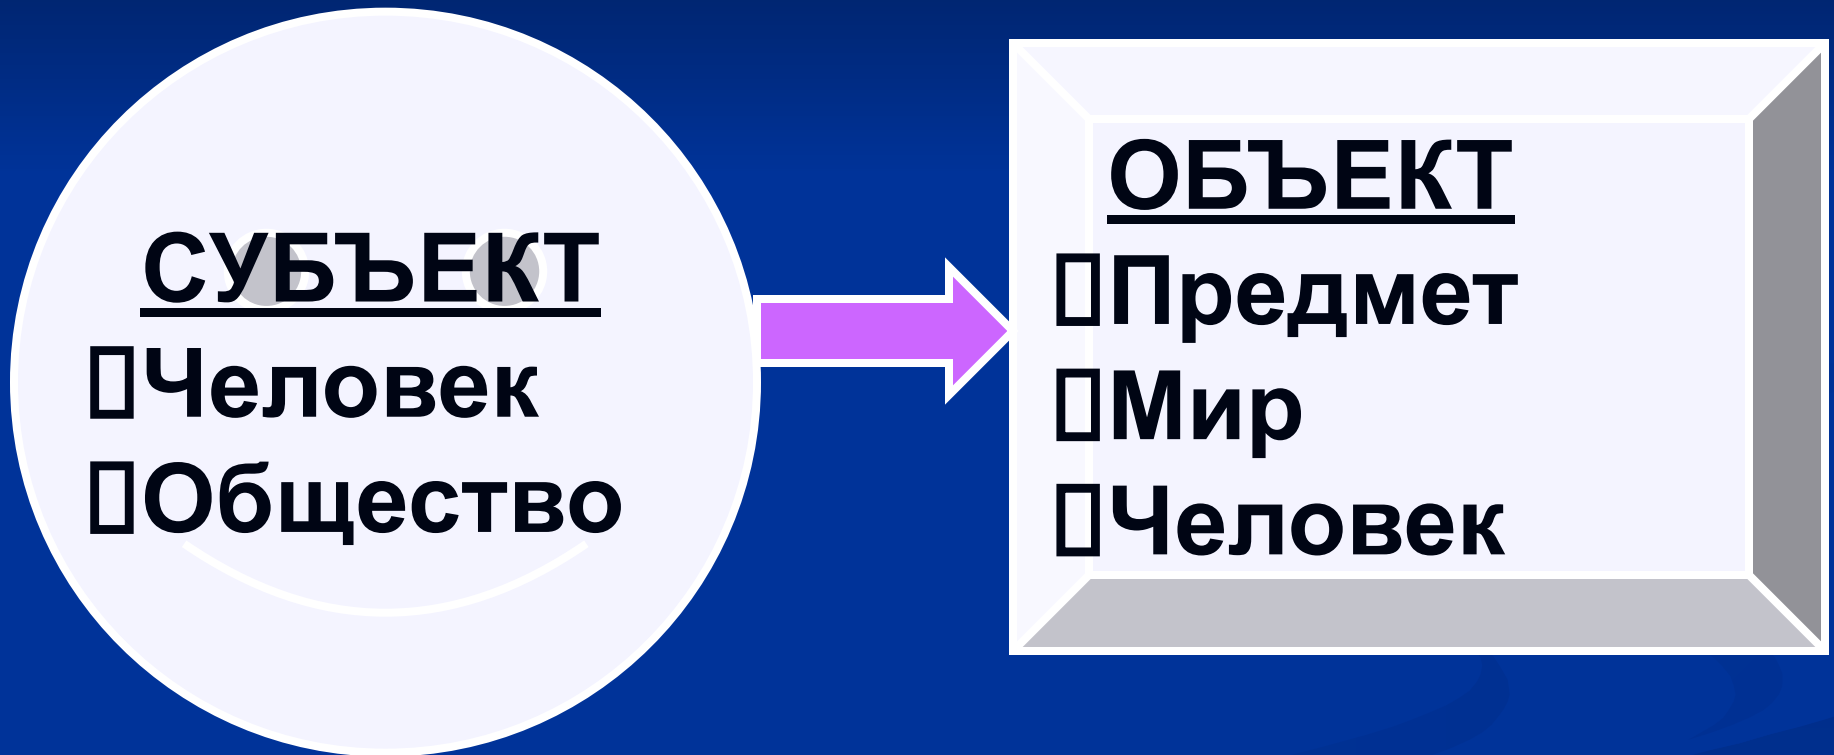 СУБЪЕКТ
Человек
Общество
ОБЪЕКТ
Предмет
Мир
Человек